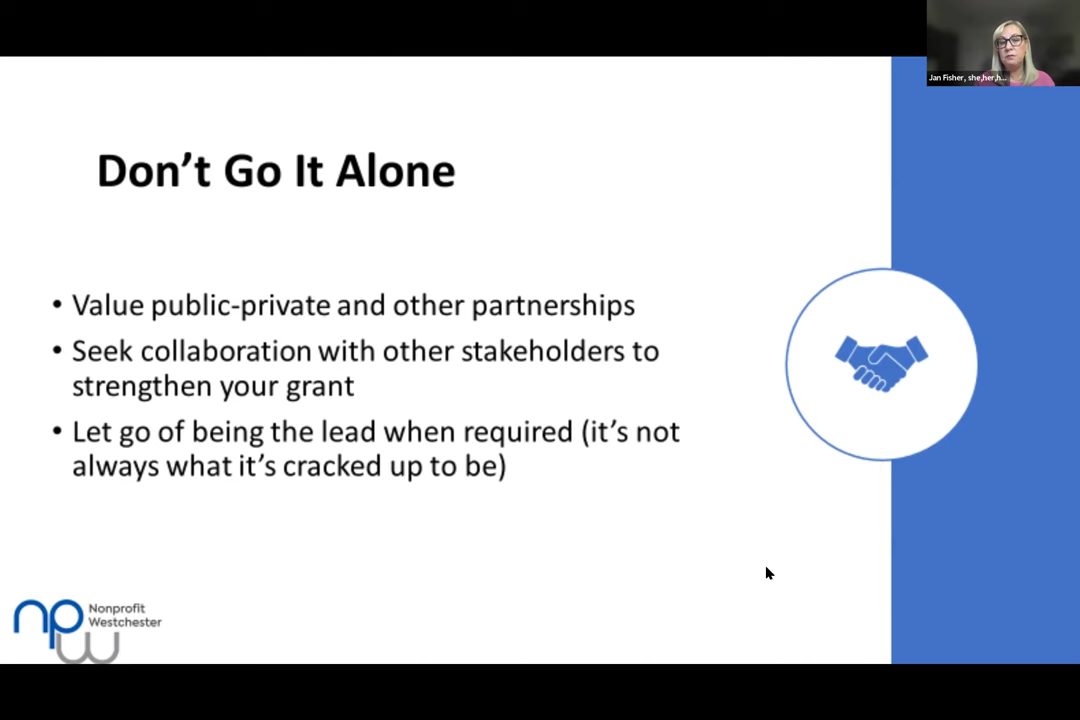 Jan Fisher, she,her,h...
Don’t Go It Alone
• Value public-private and other partnerships
• Seek collaboration with other stakeholders to
strengthen your grant
• Let go of being the lead when required (it’s not
always what it’s cracked up to be)
npw
Nonprofit
Westchester